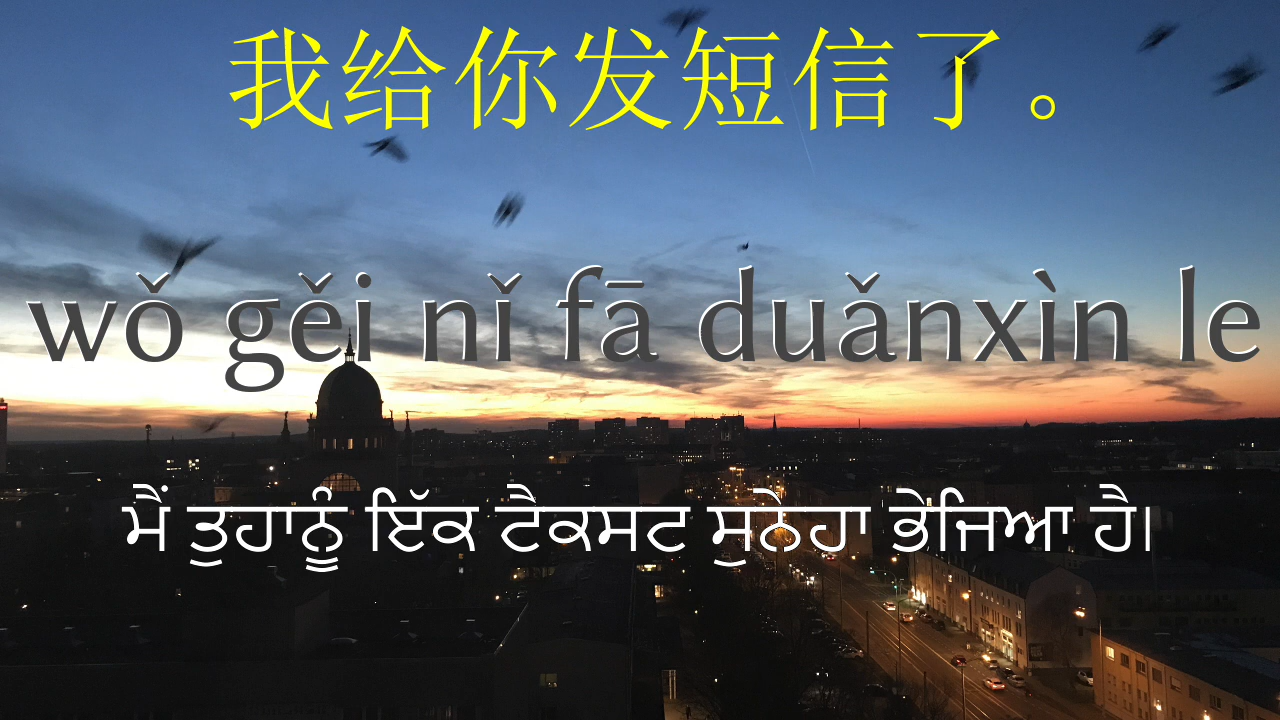 我给你发短信了。
wǒ gěi nǐ fā duǎnxìn le
ਮੈਂ ਤੁਹਾਨੂੰ ਇੱਕ ਟੈਕਸਟ ਸੁਨੇਹਾ ਭੇਜਿਆ ਹੈ।